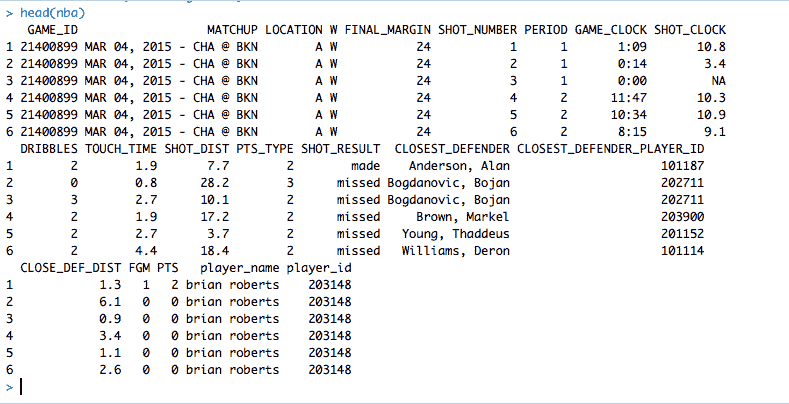 > head(nba)
GAME_ID MATCHUP LOCATION W FINAL_MARGIN SHOT_NUMBER PERIOD GAME_CLOCK SHOT_CLOCK
1 21400899 MAR 04, 2015 - CHA @ BKN A W 24 1 1 1:09 10.8
2 21400899 MAR 04, 2015 - CHA @ BKN A W 24 2 1 0:14 3.4
3 21400899 MAR 04, 2015 - CHA @ BKN A W 24 3 1 0:00 NA
4 21400899 MAR 04, 2015 - CHA @ BKN A W 24 4 2 11:47 10.3
5 21400899 MAR 04, 2015 - CHA @ BKN A W 24 5 2 10:34 10.9
6 21400899 MAR 04, 2015 - CHA @ BKN A W 24 6 2 8:15 9.1
DRIBBLES TOUCH_TIME SHOT_DIST PTS_TYPE SHOT_RESULT CLOSEST_DEFENDER CLOSEST_DEFENDER_PLAYER_ID
1 2 1.9 7.7 2 made Anderson, Alan 101187
2 0 0.8 28.2 3 missed Bogdanovic, Bojan 202711
3 3 2.7 10.1 2 missed Bogdanovic, Bojan 202711
4 2 1.9 17.2 2 missed Brown, Markel 203900
5 2 2.7 3.7 2 missed Young, Thaddeus 201152
6 2 4.4 18.4 2 missed Williams, Deron 101114
CLOSE_DEF_DIST FGM PTS player_name player_id
1 1.3 1 2 brian roberts 203148
2 6.1 0 0 brian roberts 203148
3 0.9 0 0 brian roberts 203148
4 3.4 0 0 brian roberts 203148
5 1.1 0 0 brian roberts 203148
6 2.6 0 0 brian roberts 203148
>